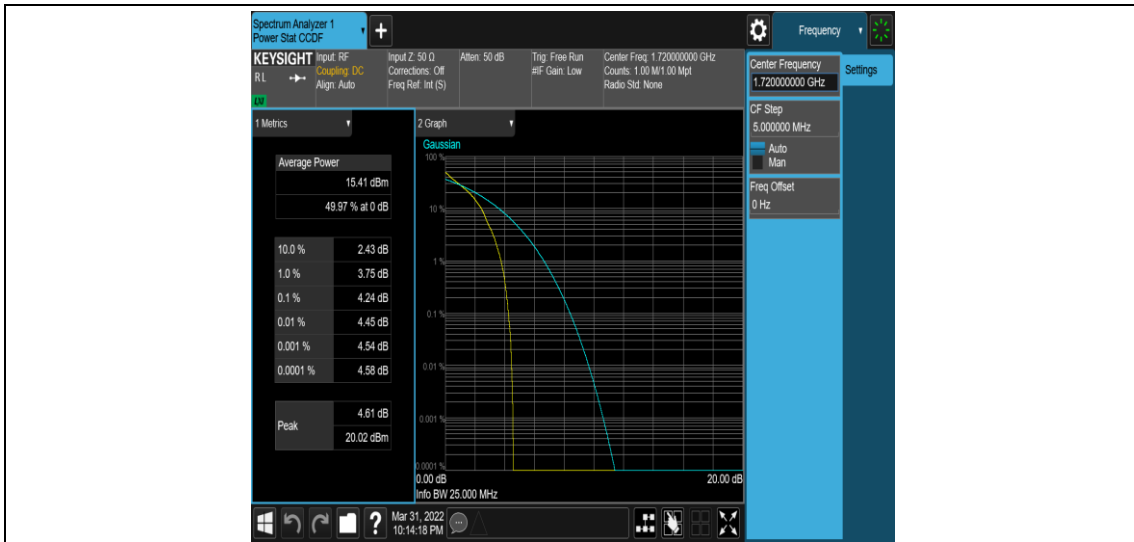 Spectrum Analyzer 1
Power Stat CCDF
Frequency
KEYSIGHT
RL
Input: RF
Coupling: DC
Align: Auto
Input Z: 50 Ω
Corrections: Off
Freq Ref: Int (S)
Atten: 50 dB
Trig: Free Run
#IF Gain: Low
Center Freq: 1.720000000 GHz
Counts: 1.00 M/1.00 Mpt
Radio Std: None
Center Frequency
1.720000000 GHz
Settings
CF Step
5.000000 MHz
Auto
Man
Freq Offset
0 Hz
1 Metrics
Average Power
15.41 dBm
49.97 % at 0 dB
10.0 % 2.43 dB
1.0 % 3.75 dB
0.1 % 4.24 dB
0.01 % 4.45 dB
0.001 % 4.54 dB
0.0001 % 4.58 dB
Peak
4.61 dB
20.02 dBm
2 Graph
Gaussian
100 %
10 %
1 %
0.1 %
0.01 %
0.001 %
0.0001 %
0.00 dB 20.00 dB
Info BW 25.000 MHz
Mar 31, 2022
10:14:18 PM